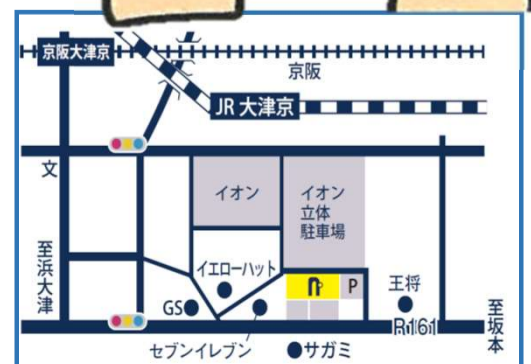 京阪大津京
京阪
JR 大津京
文
イオン
イオン
立体
駐車場
至浜大津
イエローハット
P
王将
GS
R161
至坂本
セブンイレブン
サガミ